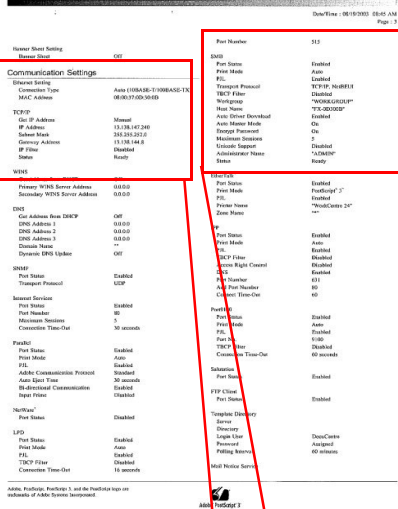 Date/Time : 08/19/2003 08:45 AM
Page : 5
Banner Sheet Setting
Banner Sheet Off
Communication Settings
Ethernet Setting
Connection Type Auto (10BASE-T/100BASE-TX)
MAC Address
TCP/IP
Get IP Address Manual
IP Address 13.138.147.240
Subnet Mask 255.255.252.0
Gateway Address 13.138.144.8
IP Filter Disabled
Status Ready
WINS
Primary WINS Server Address 0.0.0.0
Secondary WINS Server Address 0.0.0.0
DNS
Get Address from DHCP Off
DNS Address 1 0.0.0.0
DNS Address 2 0.0.0.0
DNS Address 3 0.0.0.0
Domain Name ""
Dynamic DNS Update Off
SNMP
Port Status Enabled
Transport Protocol UDP
Internet Services
Port Status Enabled
Port Number 80
Maximum Sessions 5
Connection Time-Out 30 seconds
Parallel
Port Status Enabled
Print Mode Auto
PJL Enabled
Adobe Communication Protocol Standard
Auto Eject Time 30 seconds
Bi-directional Communication Enabled
Input Prime Disabled
NetWare
Port Status Disabled
LPD
Port Status Enabled
Print Mode Auto
PJL Enabled
TBCP Filter Disabled
Connection Time-Out 16 seconds
Port Number 515
SMB
Port Status Enabled
Print Mode Auto
PJL Enabled
Transport Protocol TCP/IP, NetBEUI
TBCP Filter Disabled
Workgroup "WORKGROUP"
Host Name
Auto Driver Download Enabled
Auto Master Mode On
Encrypt Password On
Maximum Sessions 5
Unicode Support Disabled
Administrator Name "ADMIN"
Status Ready
EtherTalk
Port Status Enabled
Print Mode PostScript 3
PJL Enabled
Printer Name "WorkCentre 24"
Zone Name "*"
Port Status Enabled
Print Mode Auto
PJL Enabled
TBCP Filter Disabled
Access Right Control Disabled
DNS Enabled
Port Number 631
Add Port Number 80
Connect Time-Out 60
Port9100
Port Status Enabled
Print Mode Auto
PJL Enabled
Port No. 9100
TBCP Filter Disabled
Connection Time-Out 60 seconds
Salutation
Port Status Enabled
FTP Client
Port Status Enabled
Template Directory
Server
Directory
Login User DocuCentre
Password Assigned
Polling Interval 60 minutes
Mail Notice Service
Adobe, PostScript, PostScript 3, and the PostScript logo are
trademarks of Adobe Systems Incorporated.
Adobe PostScript 3